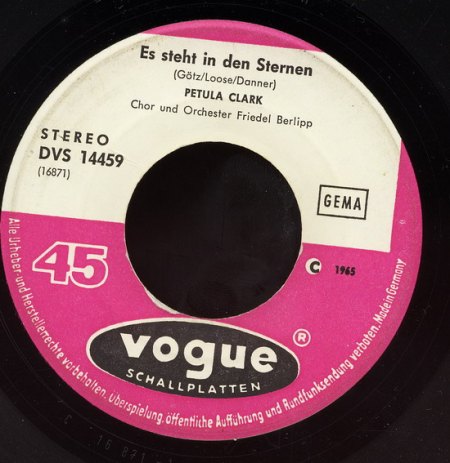 Es steht in den Sternen
(Götz/Loose/Danner)
PETULA CLARK
Chor und Orchester Friedel Berlipp
STEREO
DVS 14459
(16871)
GEMA
45
C 1965
vogue ®
SCHALLPLATTEN
Alle Urheber- und Herstellerrechte vorbehalten. Überspielung, öffentliche Aufführung und Rundfunksendung verboten. Made in Germany
16 871